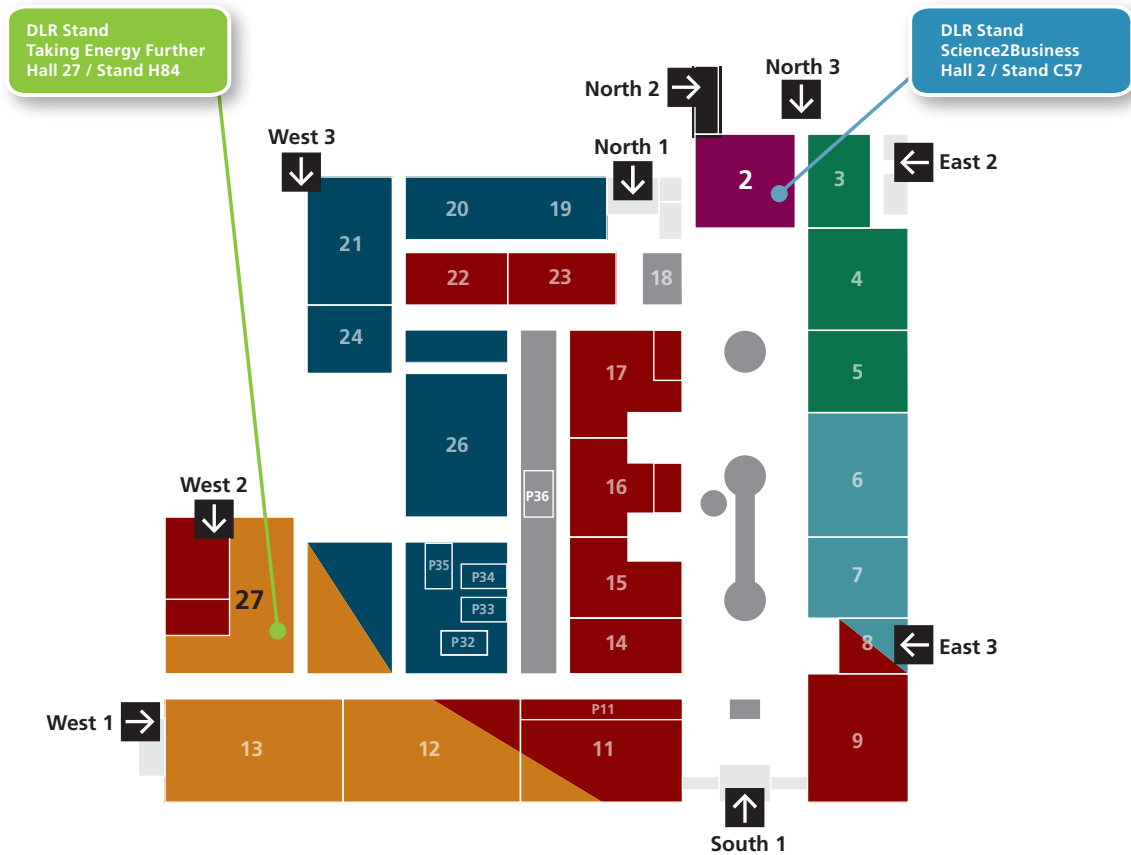 DLR Stand
Taking Energy Further
Hall 27 / Stand H84
DLR Stand
Science2Business
Hall 2 / Stand C57
North 3
North 2
West 3
North 1
East 2
2
3
20
19
21
22
23
18
4
24
17
5
26
16
P36
6
West 2
27
P35
P34
P33
P32
15
7
14
8
East 3
West 1
13
12
P11
11
9
South 1